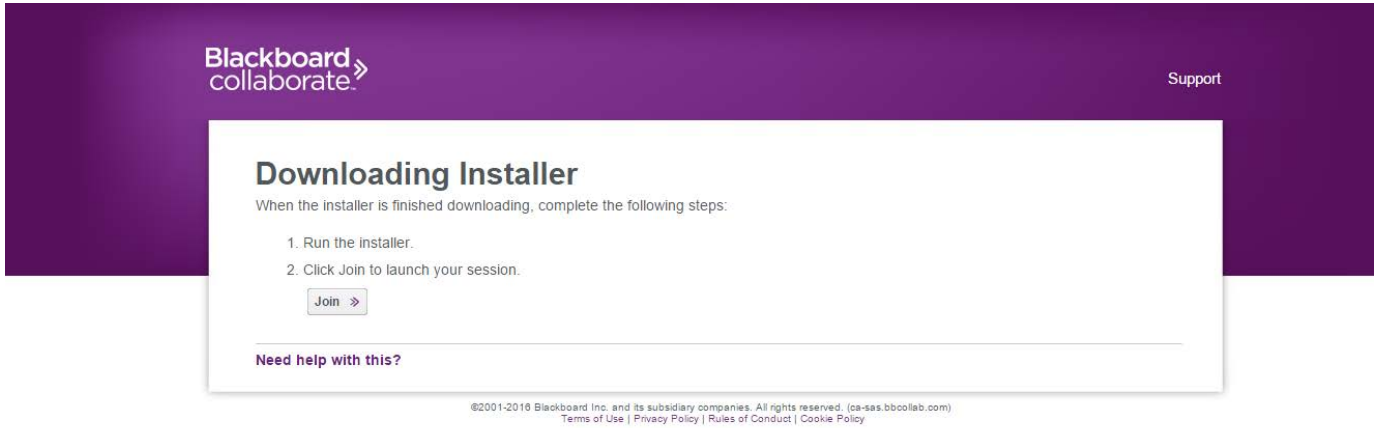 Blackboard
collaborate™
Support
Downloading Installer
When the installer is finished downloading, complete the following steps:
1. Run the installer.
2. Click Join to launch your session.
Join »
Need help with this?
©2001-2016 Blackboard Inc. and its subsidiary companies. All rights reserved. (ca-sas.bbcollab.com)
Terms of Use | Privacy Policy | Rules of Conduct | Cookie Policy